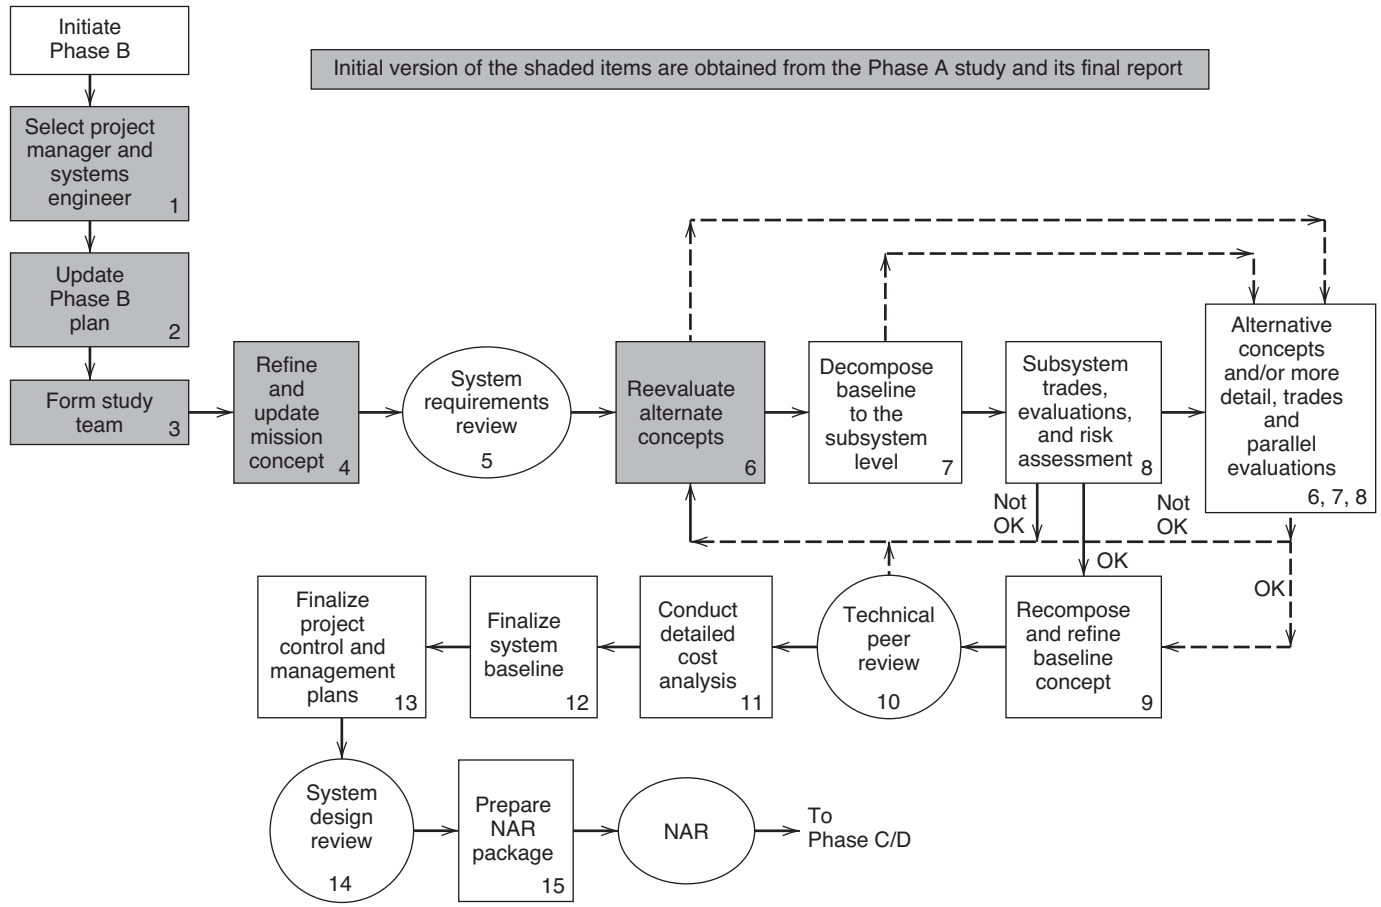 Initiate
Phase B
Initial version of the shaded items are obtained from the Phase A study and its final report
Select project
manager and
systems
engineer
1
Update
Phase B
plan
2
Form study
team
3
Refine
and
update
mission
concept
4
System
requirements
review
5
Reevaluate
alternate
concepts
6
Decompose
baseline
to the
subsystem
level
7
Subsystem
trades,
evaluations,
and risk
assessment
8
Alternative
concepts
and/or more
detail, trades
and
parallel
evaluations
6, 7, 8
Not
OK
OK
Not
OK
OK
Recompose
and refine
baseline
concept
9
Technical
peer
review
10
Conduct
detailed
cost
analysis
11
Finalize
system
baseline
12
Finalize
project
control and
management
plans
13
System
design
review
14
Prepare
NAR
package
15
NAR
To
Phase C/D